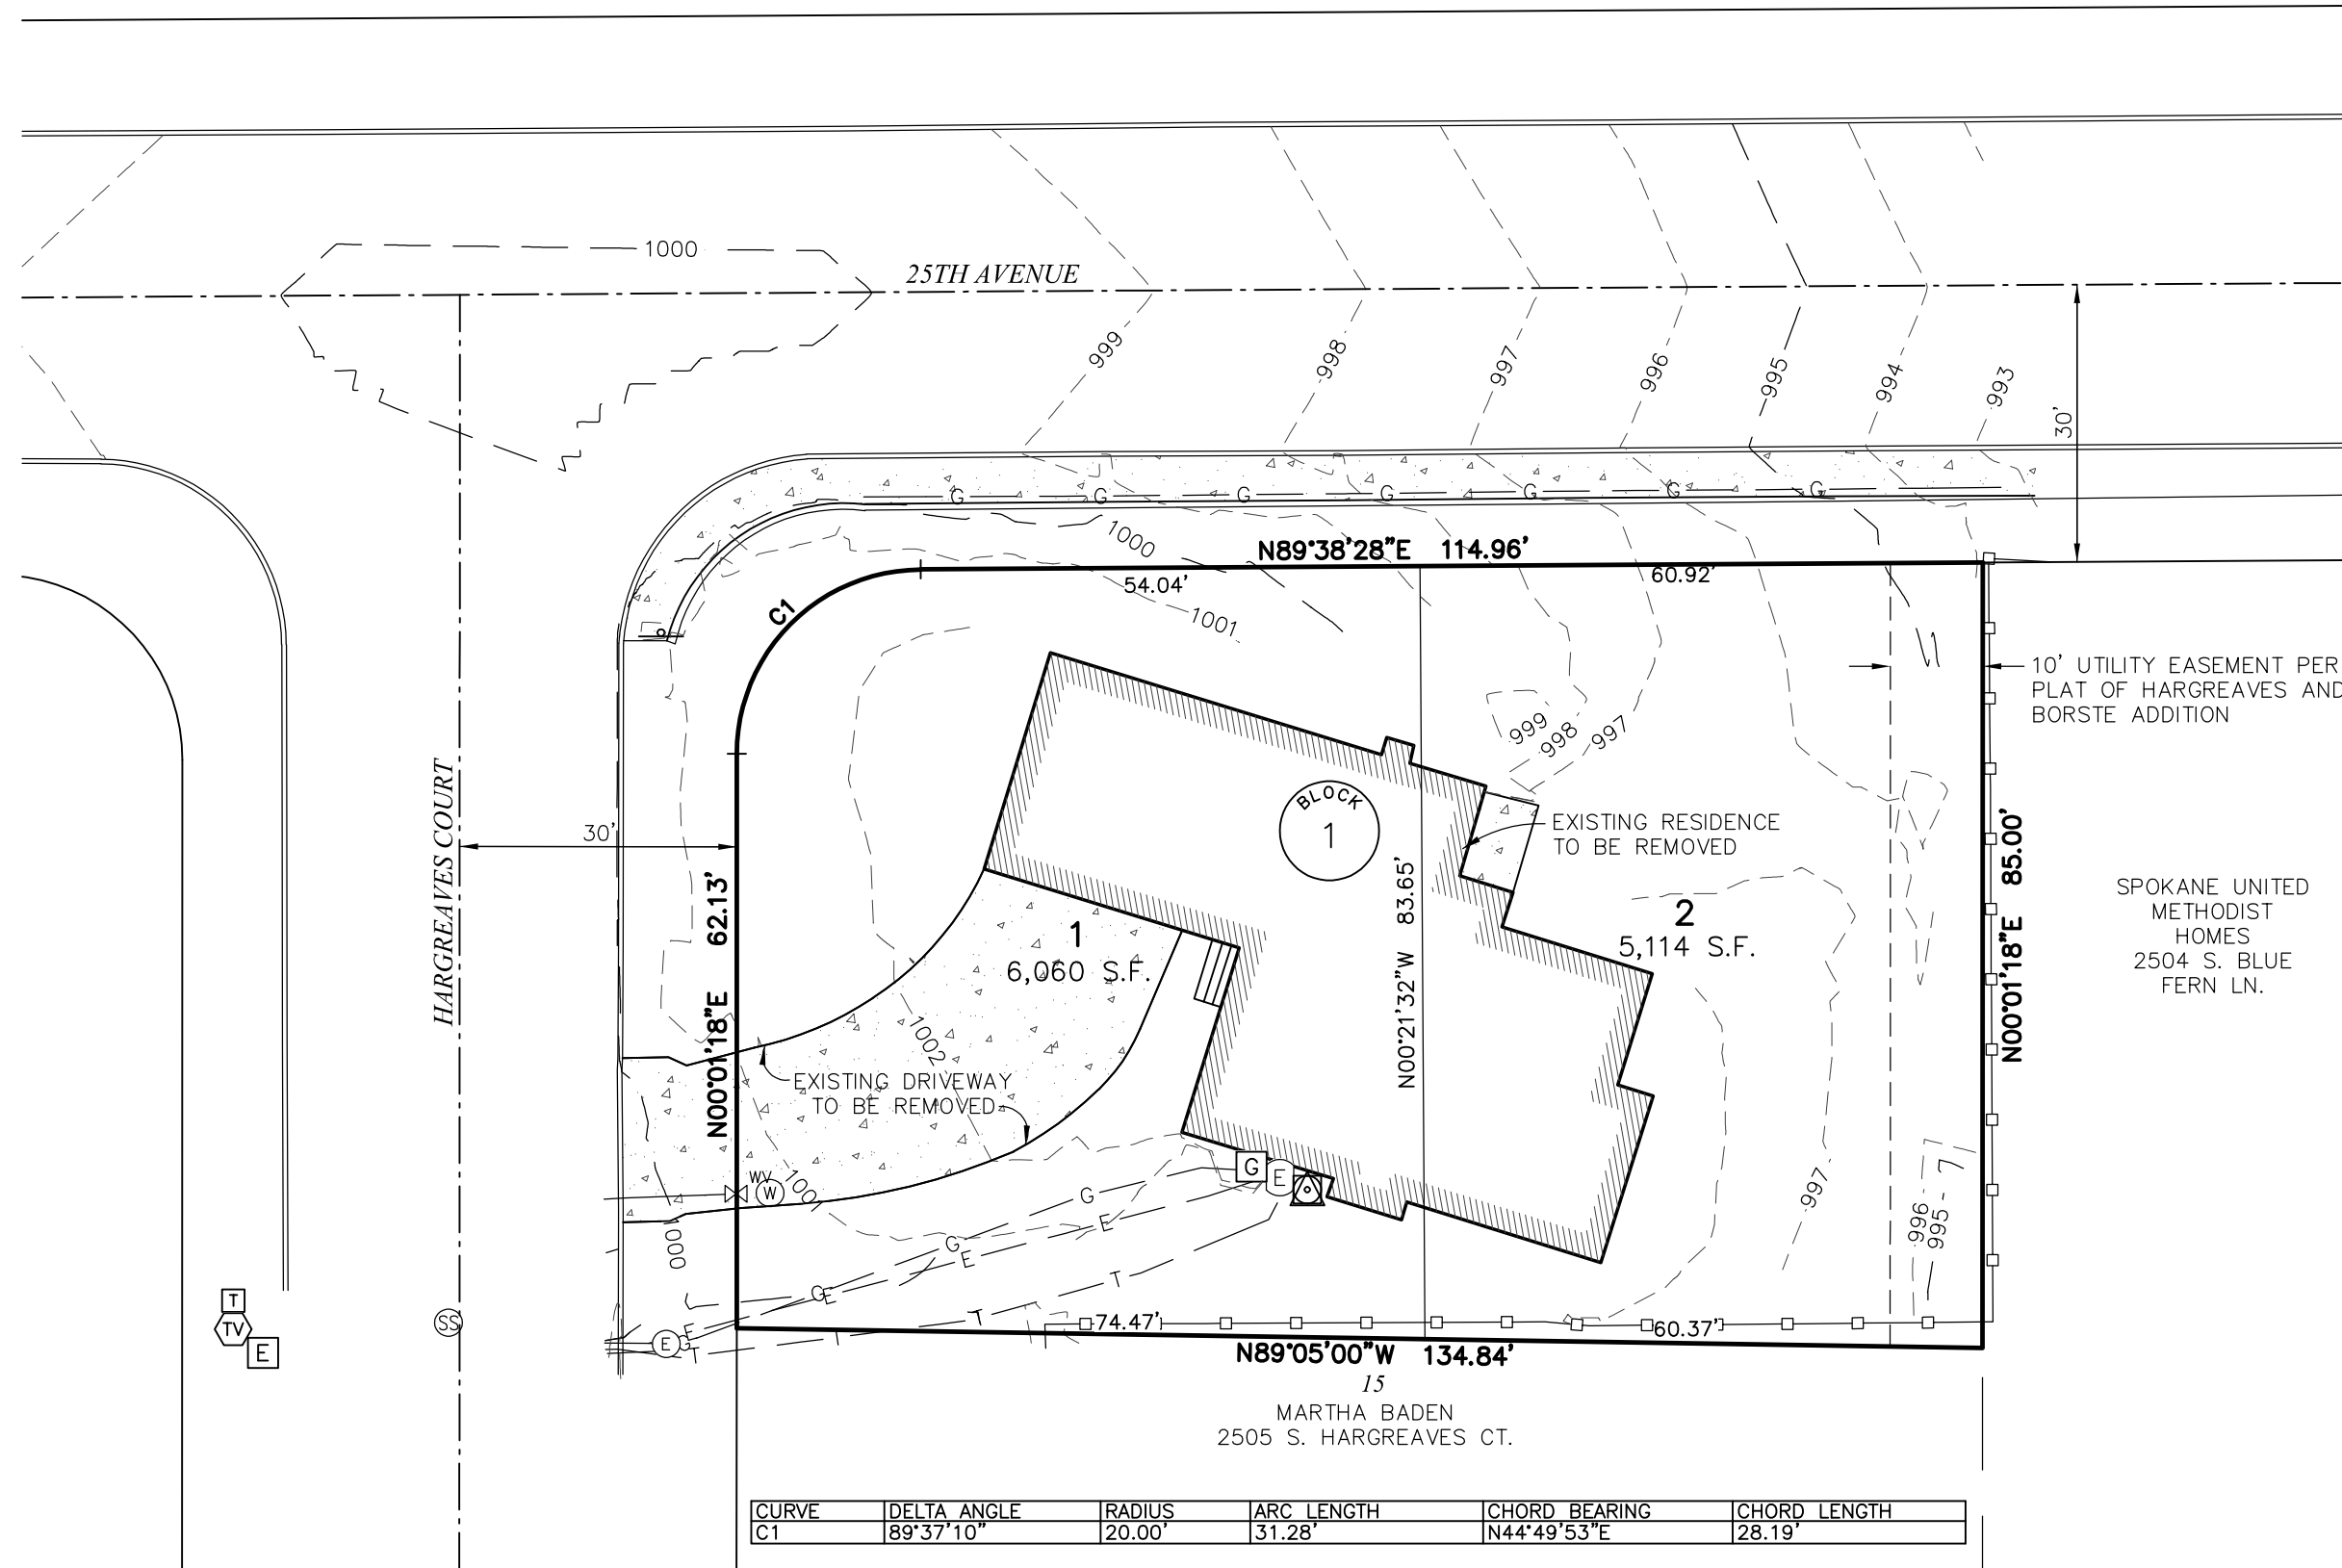 1000
25TH AVENUE
999
998
997
996
995
994
993
30'
G G G G G G G
1000
N89°38'28"E 114.96'
54.04'
60.92'
C1
1001
10' UTILITY EASEMENT PER
PLAT OF HARGREAVES AND
BORSTE ADDITION
999
998
997
BLOCK
1
EXISTING RESIDENCE
TO BE REMOVED
30'
HARGREAVES COURT
N00°01'18"E 62.13'
N00°21'32"W 83.65'
N00°01'18"E 85.00'
1
6,060 S.F.
2
5,114 S.F.
SPOKANE UNITED
METHODIST
HOMES
2504 S. BLUE
FERN LN.
1002
EXISTING DRIVEWAY
TO BE REMOVED
WV
W
1001
1000
G
E
G
E
G
E
G
E
T
T
997
996
995
T
TV
E
SS
E
E
G
T
T
74.47'
60.37'
N89°05'00"W 134.84'
15
MARTHA BADEN
2505 S. HARGREAVES CT.
CURVE DELTA ANGLE RADIUS ARC LENGTH CHORD BEARING CHORD LENGTH
C1 89°37'10" 20.00' 31.28' N44°49'53"E 28.19'